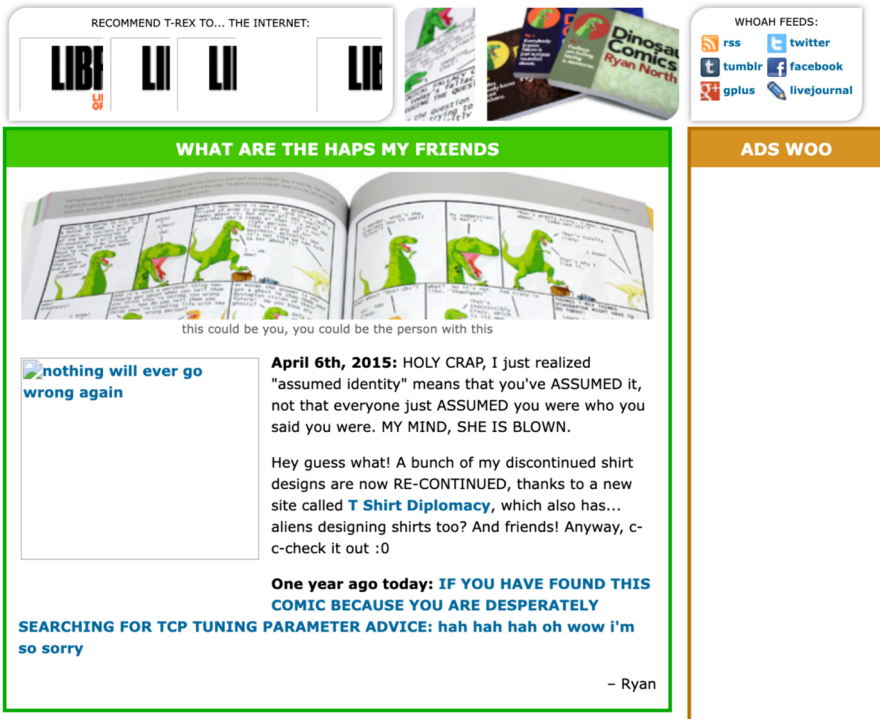 RECOMMEND T-REX TO... THE INTERNET:
LIB
LI
LI
LIB
Dinosau
Comics
Ryan North
WHOAH FEEDS:
rss
twitter
tumblr
facebook
gplus
livejournal
WHAT ARE THE HAPS MY FRIENDS
ADS WOO
this could be you, you could be the person with this
nothing will ever go
wrong again
April 6th, 2015: HOLY CRAP, I just realized
"assumed identity" means that you've ASSUMED it,
not that everyone just ASSUMED you were who you
said you were. MY MIND, SHE IS BLOWN.
Hey guess what! A bunch of my discontinued shirt
designs are now RE-CONTINUED, thanks to a new
site called T Shirt Diplomacy, which also has...
aliens designing shirts too? And friends! Anyway, c-
c-check it out :0
One year ago today: IF YOU HAVE FOUND THIS
COMIC BECAUSE YOU ARE DESPERATELY
SEARCHING FOR TCP TUNING PARAMETER ADVICE: hah hah hah oh wow i'm
so sorry
– Ryan